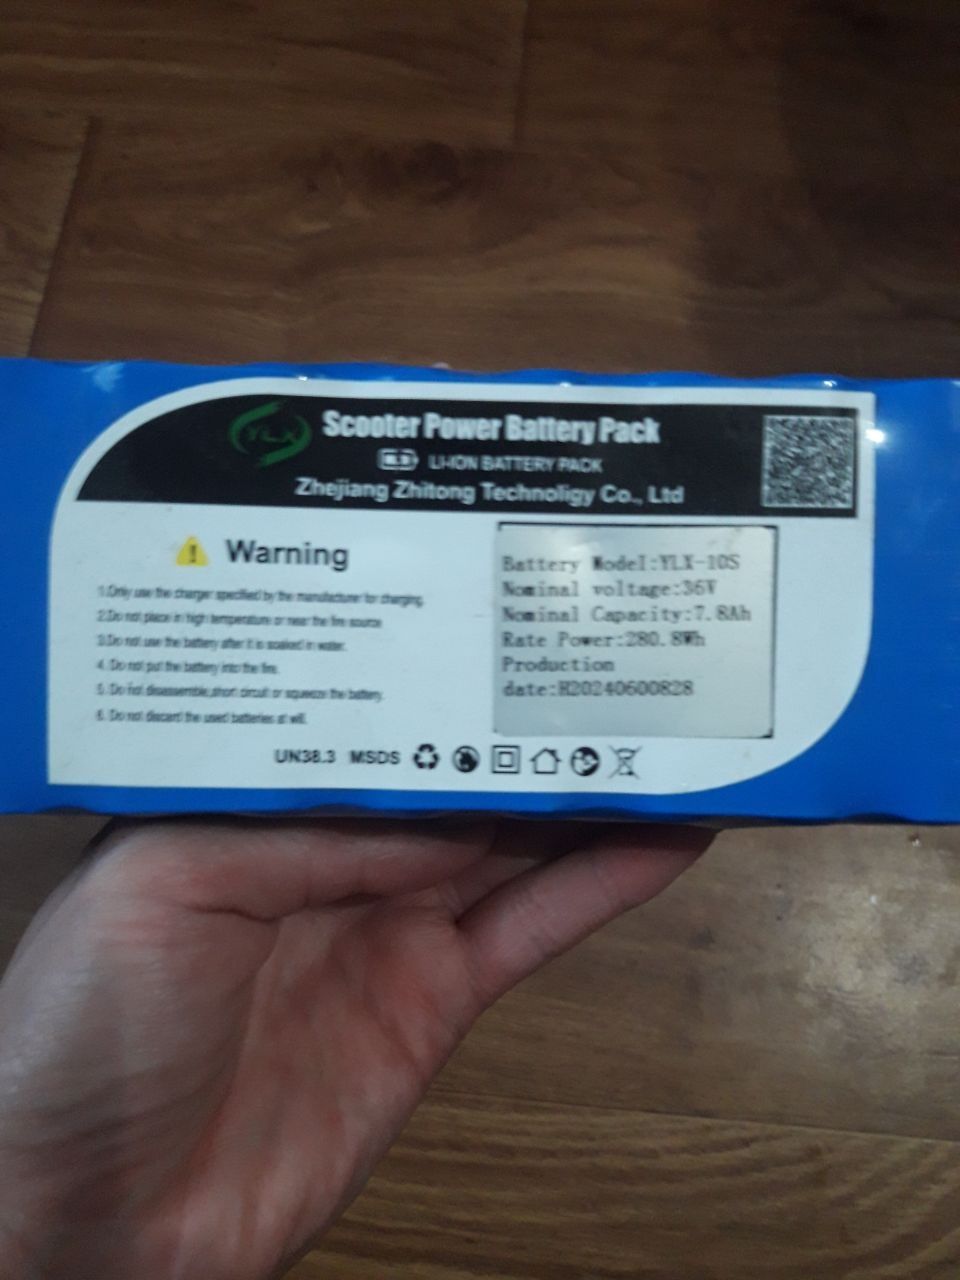 YLX
Scooter Power Battery Pack
LI-ION BATTERY PACK
Zhejiang Zhitong Technoligy Co., Ltd
Warning
1.Only use the charger specified by the manufacturer for charging.
2.Do not place in high temperature or near the fire source
3.Do not use the battery after it is soaked in water.
4. Do not put the battery into the fire.
5. Do not disassemble,short circuit or squeeze the battery.
6. Do not discard the used batteries at will.
Battery Model:YLX-10S
Nominal voltage:36V
Nominal Capacity:7.8Ah
Rate Power:280.8Wh
Production
date:H20240600828
UN38.3 MSDS